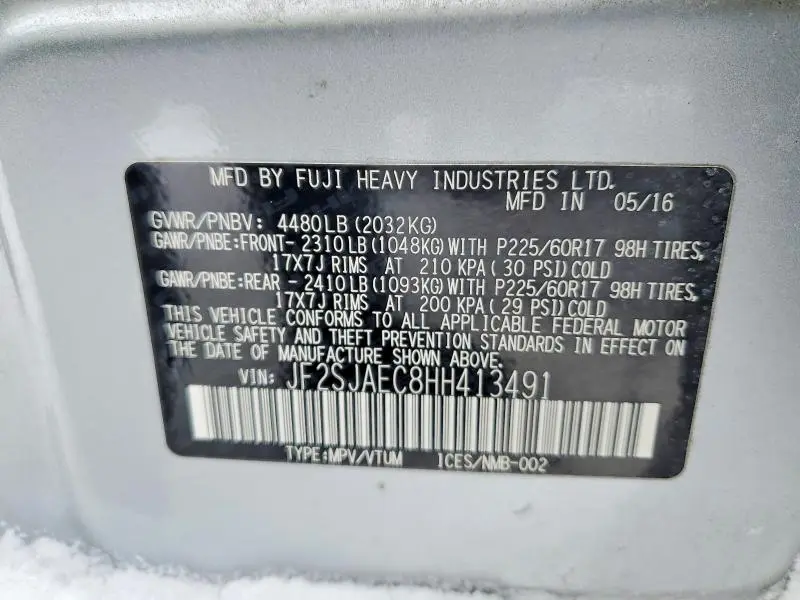 MFD BY FUJI HEAVY INDUSTRIES LTD.
MFD IN 05/16
GVWR/PNBV: 4480LB(2032KG)
GAWR/PNBE:FRONT- 2310LB(1048KG)WITH P225/60R17 98H TIRES,
17X7J RIMS AT 210 KPA( 30 PSI)COLD
GAWR/PNBE:REAR - 2410LB(1093KG)WITH P225/60R17 98H TIRES,
17X7J RIMS AT 200 KPA( 29 PSI)COLD
THIS VEHICLE CONFORMS TO ALL APPLICABLE FEDERAL MOTOR
VEHICLE SAFETY AND THEFT PREVENTION STANDARDS IN EFFECT ON
THE DATE OF MANUFACTURE SHOWN ABOVE.
VIN: JF2SJAEC8HH413491
TYPE:MPV/VTUM ICES/NMB-002